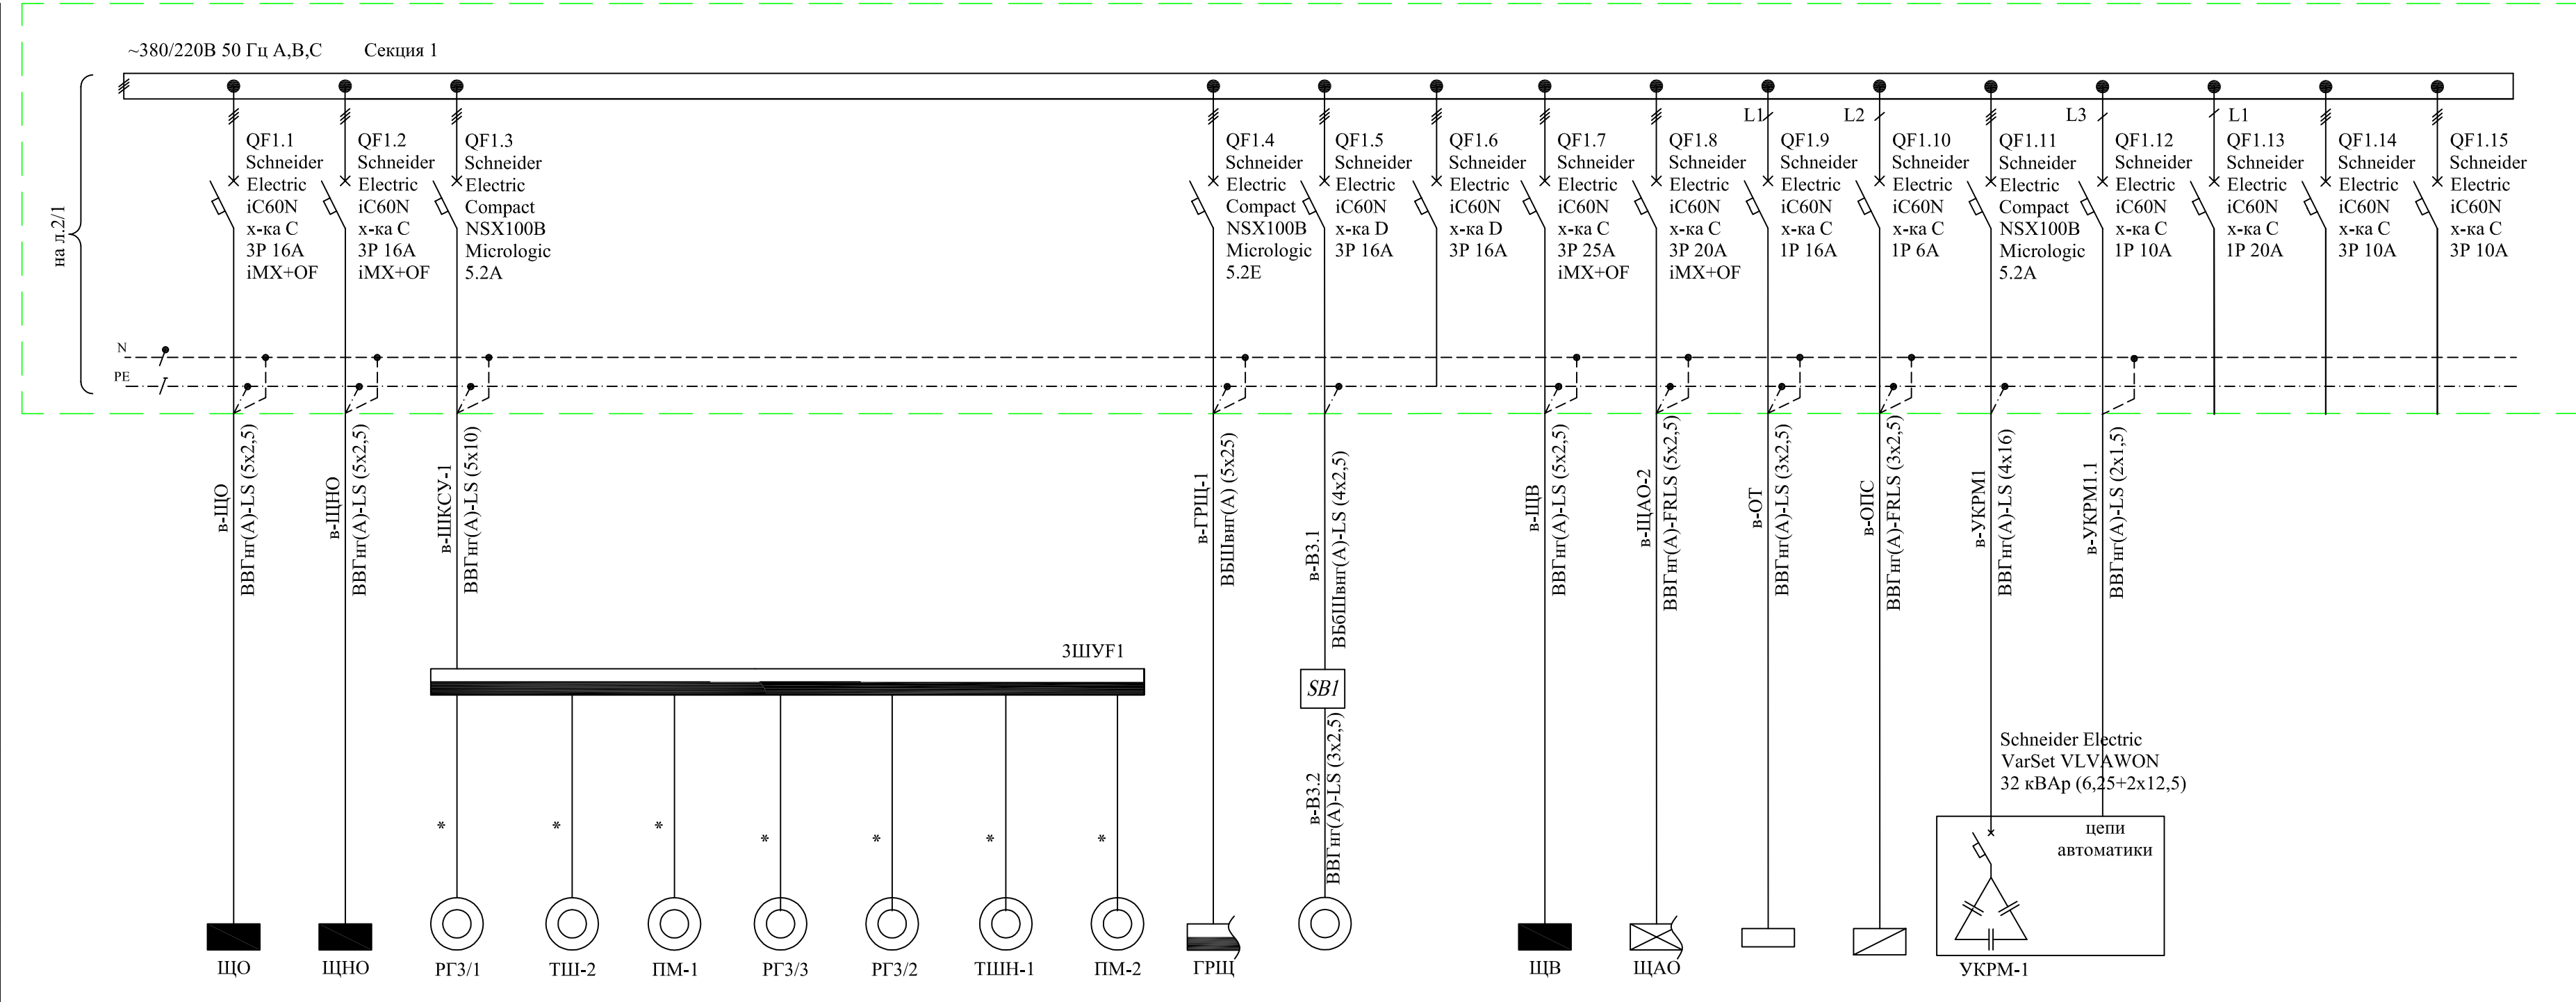 ~380/220В 50 Гц А,В,С
Секция 1
на л.2/1
L1
L2
L3
L1
QF1.1
Schneider
Electric
iC60N
х-ка С
3P 16A
iMX+OF
QF1.2
Schneider
Electric
iC60N
х-ка С
3P 16A
iMX+OF
QF1.3
Schneider
Electric
Compact
NSX100B
Micrologic
5.2A
QF1.4
Schneider
Electric
Compact
NSX100B
Micrologic
5.2E
QF1.5
Schneider
Electric
iC60N
х-ка D
3P 16A
QF1.6
Schneider
Electric
iC60N
х-ка D
3P 16A
QF1.7
Schneider
Electric
iC60N
х-ка С
3P 25A
iMX+OF
QF1.8
Schneider
Electric
iC60N
х-ка С
3P 20A
iMX+OF
QF1.9
Schneider
Electric
iC60N
х-ка С
1P 16A
QF1.10
Schneider
Electric
iC60N
х-ка С
1P 6A
QF1.11
Schneider
Electric
Compact
NSX100B
Micrologic
5.2A
QF1.12
Schneider
Electric
iC60N
х-ка С
1P 10A
QF1.13
Schneider
Electric
iC60N
х-ка С
1P 20A
QF1.14
Schneider
Electric
iC60N
х-ка С
3P 10A
QF1.15
Schneider
Electric
iC60N
х-ка С
3P 10A
N
PE
в-ЩО
ВВГнг(А)-LS (5х2,5)
в-ЩНО
ВВГнг(А)-LS (5х2,5)
в-ШКСУ-1
ВВГнг(А)-LS (5х10)
в-ГРЩ-1
ВБШвнг(А) (5х25)
в-В3.1
ВБбШвнг(А)-LS (4х2,5)
в-ЩВ
ВВГнг(А)-LS (5х2,5)
в-ЩАО-2
ВВГнг(А)-FRLS (5х2,5)
в-ОТ
ВВГнг(А)-LS (3х2,5)
в-ОПС
ВВГнг(А)-FRLS (3х2,5)
в-УКРМ1
ВВГнг(А)-LS (4х16)
в-УКРМ1.1
ВВГнг(А)-LS (2х1,5)
3ШУF1
SB1
в-В3.2
ВВГнг(А)-LS (3х2,5)
Schneider Electric
VarSet VLVAWON
32 кВАр (6,25+2х12,5)
* * * * * * *
цепи
автоматики
ЩО
ЩНО
РГ3/1
ТШ-2
ПМ-1
РГ3/3
РГ3/2
ТШН-1
ПМ-2
ГРЩ
ЩВ
ЩАО
УКРМ-1